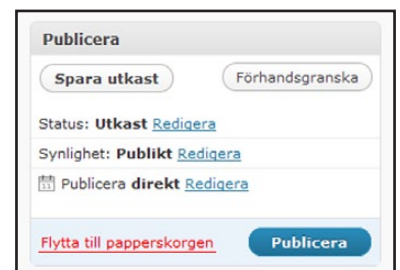 Publicera
Spara utkast Förhandsgranska
Status: Utkast Redigera
Synlighet: Publikt Redigera
Publicera direkt Redigera
Flytta till papperskorgen Publicera